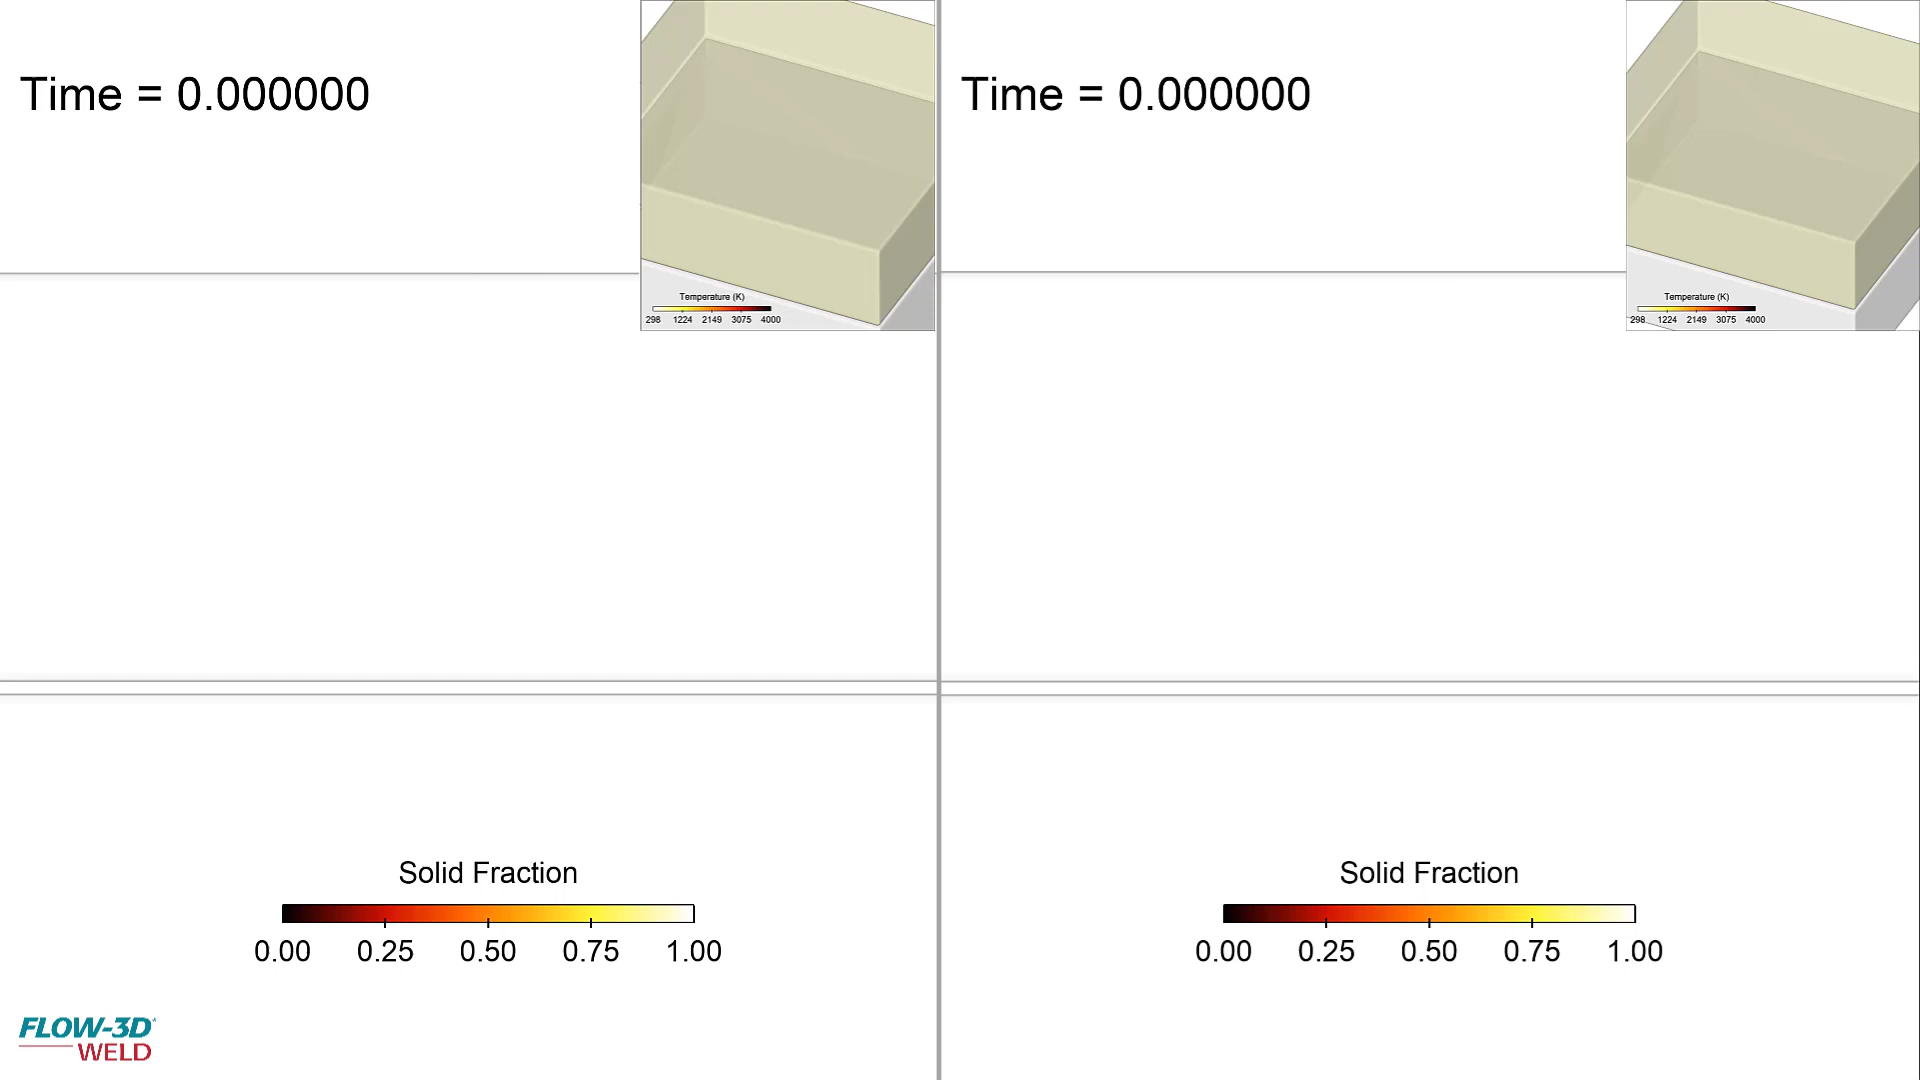 Time = 0.000000
Temperature (K)
298 1224 2149 3075 4000
Solid Fraction
0.00 0.25 0.50 0.75 1.00
FLOW-3D
WELD
Time = 0.000000
Temperature (K)
298 1224 2149 3075 4000
Solid Fraction
0.00 0.25 0.50 0.75 1.00